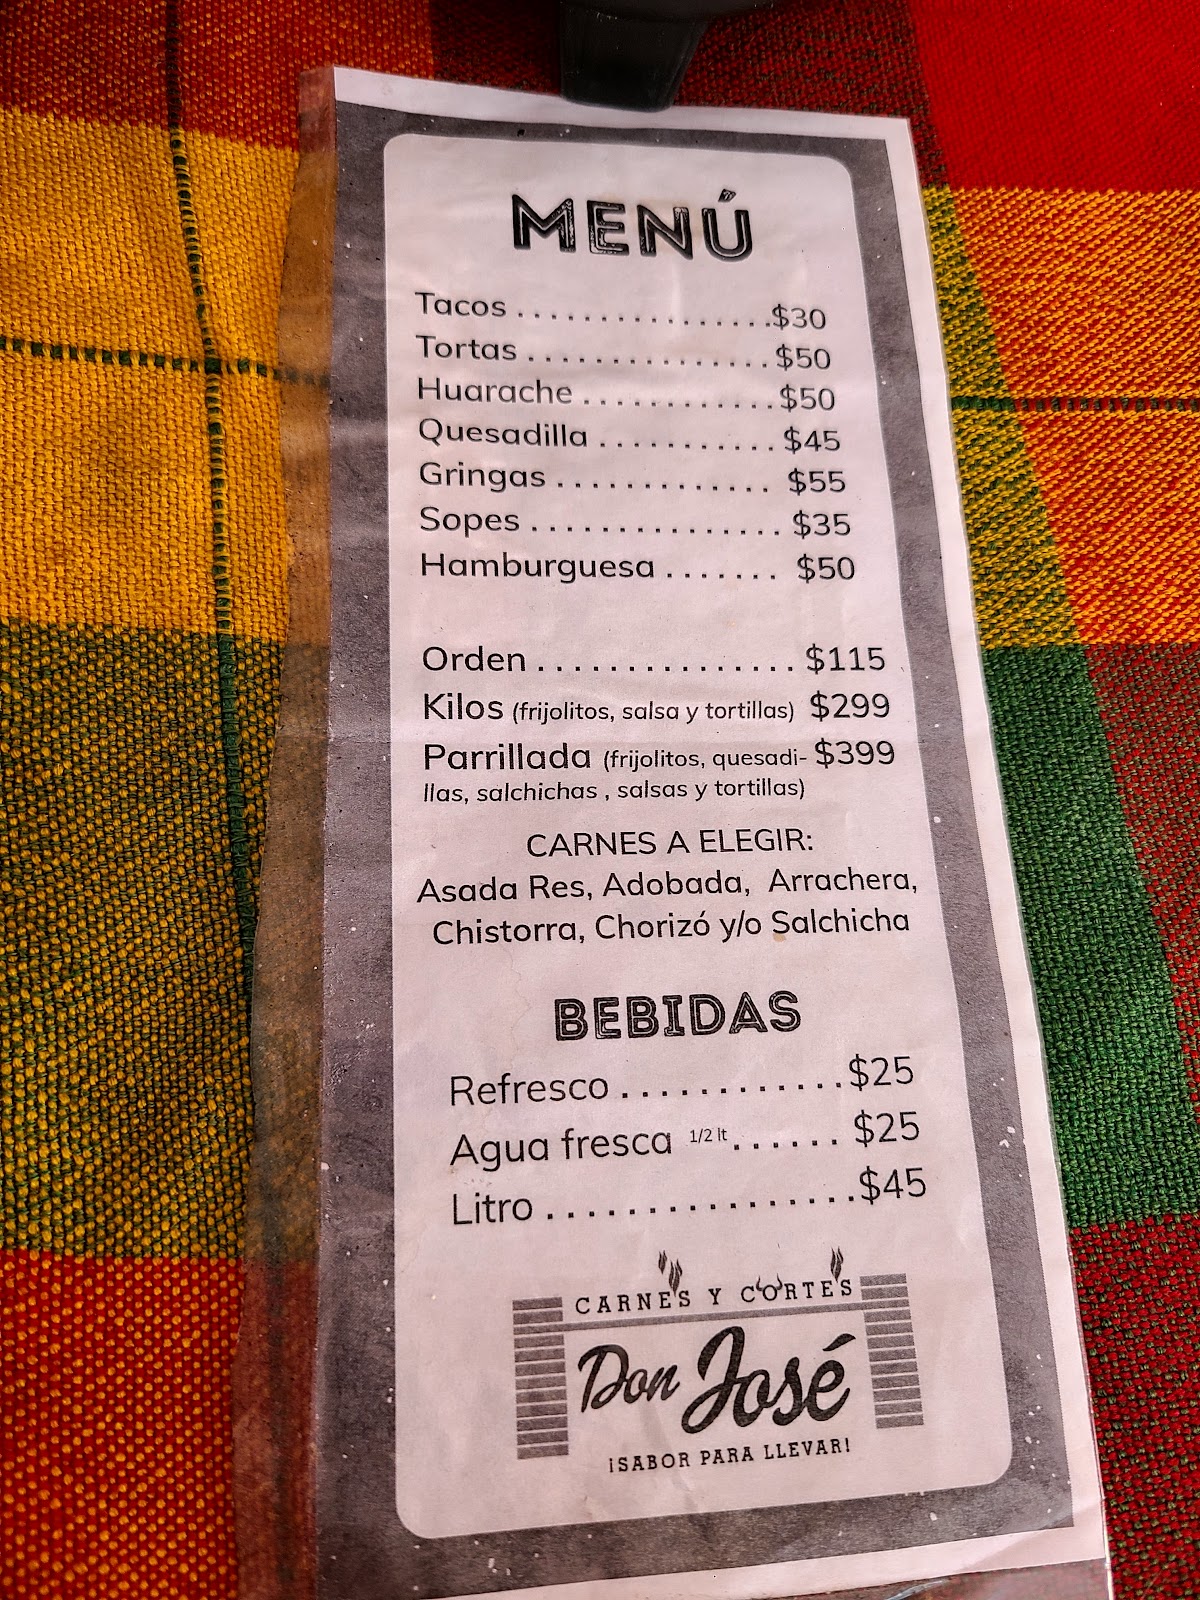 MENÚ
Tacos ................$30
Tortas ...............$50
Huarache ............$50
Quesadilla ...........$45
Gringas ............. $55
Sopes ................ $35
Hamburguesa ....... $50
Orden ................ $115
Kilos (frijolitos, salsa y tortillas) $299
Parrillada (frijolitos, quesadi- $399
llas, salchichas , salsas y tortillas)
CARNES A ELEGIR:
Asada Res, Adobada, Arrachera,
Chistorra, Chorizó y/o Salchicha
BEBIDAS
Refresco ............$25
Agua fresca 1/2 lt....... $25
Litro .................$45
CARNES Y CORTES
Don José
¡SABOR PARA LLEVAR!